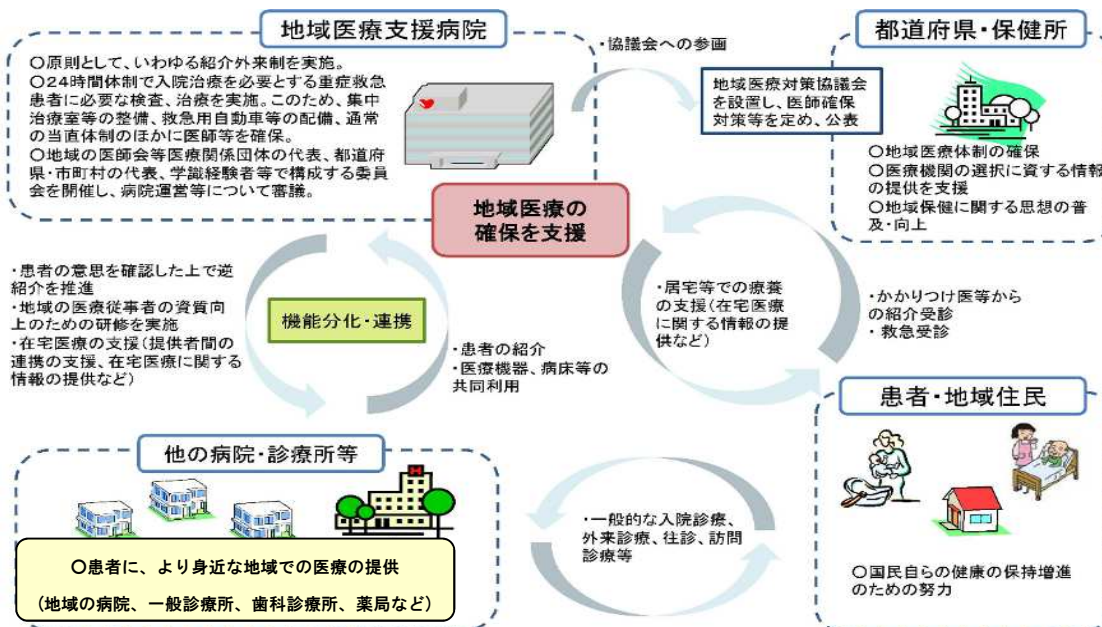 地域医療支援病院
○原則として、いわゆる紹介外来制を実施。
○24時間体制で入院治療を必要とする重症救急
患者に必要な検査、治療を実施。このため、集中
治療室等の整備、救急用自動車等の配備、通常
の当直体制のほかに医師等を確保。
○地域の医師会等医療関係団体の代表、都道府
県・市町村の代表、学識経験者等で構成する委員
会を開催し、病院運営等について審議。
・協議会への参画
都道府県・保健所
地域医療対策協議会
を設置し、医師確保
対策等を定め、公表
○地域医療体制の確保
○医療機関の選択に資する情報
の提供を支援
○地域保健に関する思想の普
及・向上
地域医療の
確保を支援
・患者の意思を確認した上で逆
紹介を推進
・地域の医療従事者の資質向
上のための研修を実施
・在宅医療の支援(提供者間の
連携の支援、在宅医療に関する
情報の提供など)
機能分化・連携
・患者の紹介
・医療機器、病床等の
共同利用
・居宅等での療養
の支援(在宅医療
に関する情報の提
供など)
・かかりつけ医等から
の紹介受診
・救急受診
他の病院・診療所等
H
○患者に、より身近な地域での医療の提供
(地域の病院、一般診療所、歯科診療所、薬局など)
・一般的な入院診療、
外来診療、往診、訪問
診療等
患者・地域住民
○国民自らの健康の保持増進
のための努力